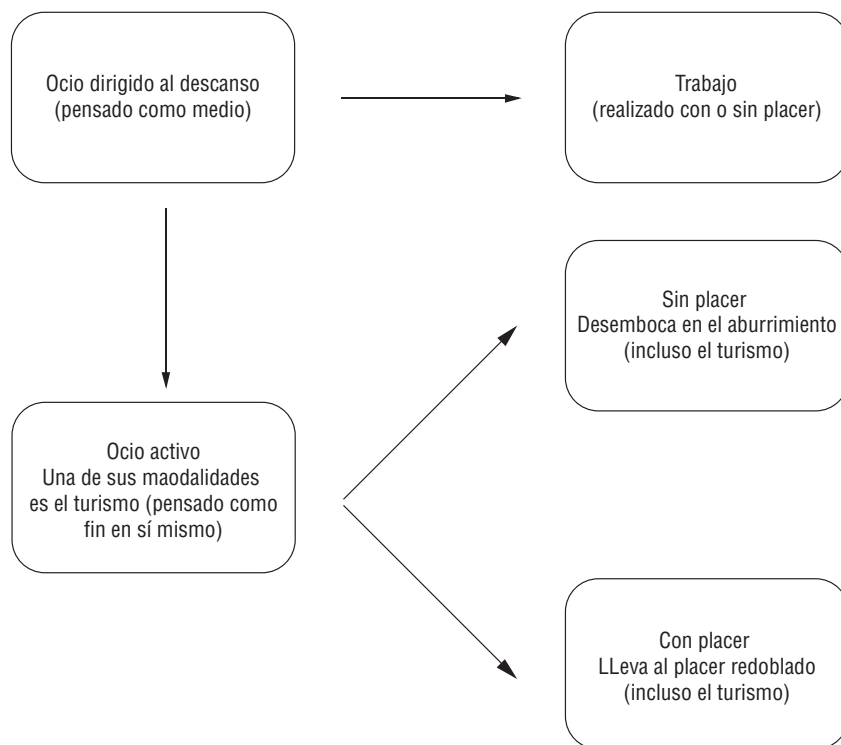 Ocio dirigido al descanso
(pensado como medio)
Trabajo
(realizado con o sin placer)
Sin placer
Desemboca en el aburrimiento
(incluso el turismo)
Ocio activo
Una de sus maodalidades
es el turismo (pensado como
fin en sí mismo)
Con placer
LLeva al placer redoblado
(incluso el turismo)